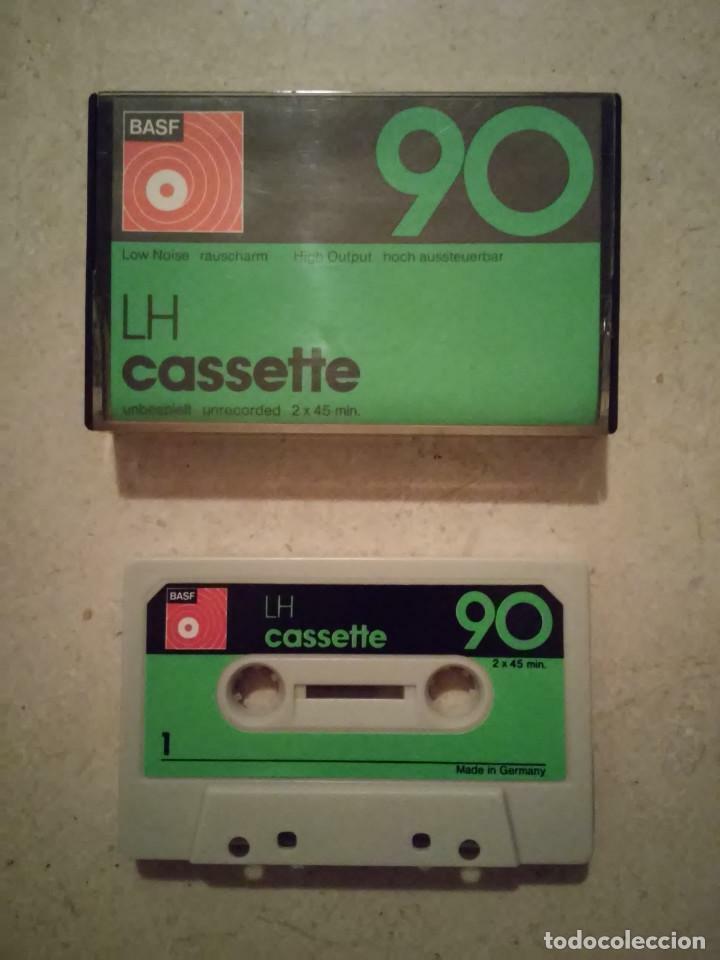 BASF
90
Low Noise rauscharm High Output hoch aussteuerbar
LH
cassette
unbespielt unrecorded 2 x 45 min.
BASF
LH
cassette
90
2 x 45 min.
1
Made in Germany
todocoleccion